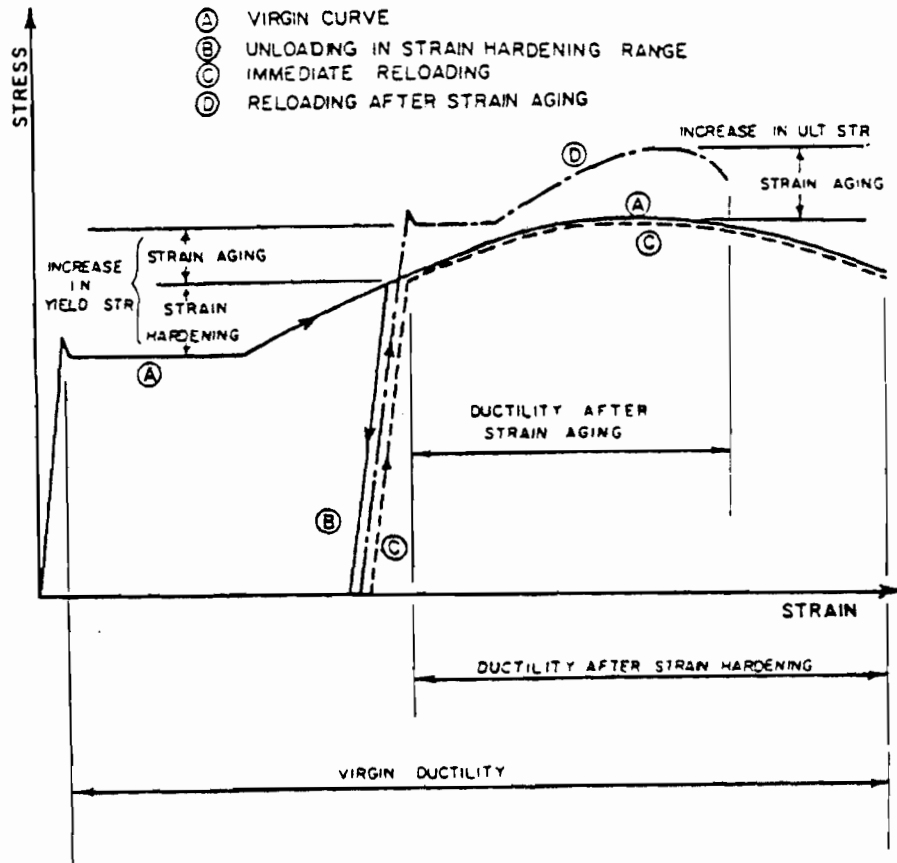 STRESS
Ⓐ VIRGIN CURVE
Ⓑ UNLOADING IN STRAIN HARDENING RANGE
Ⓒ IMMEDIATE RELOADING
Ⓓ RELOADING AFTER STRAIN AGING
INCREASE IN ULT STR
Ⓓ
STRAIN AGING
Ⓐ
Ⓒ
STRAIN AGING
INCREASE
IN
YIELD STR
STRAIN
HARDENING
Ⓐ
DUCTILITY AFTER
STRAIN AGING
Ⓑ
Ⓒ
STRAIN
DUCTILITY AFTER STRAIN HARDENING
VIRGIN DUCTILITY